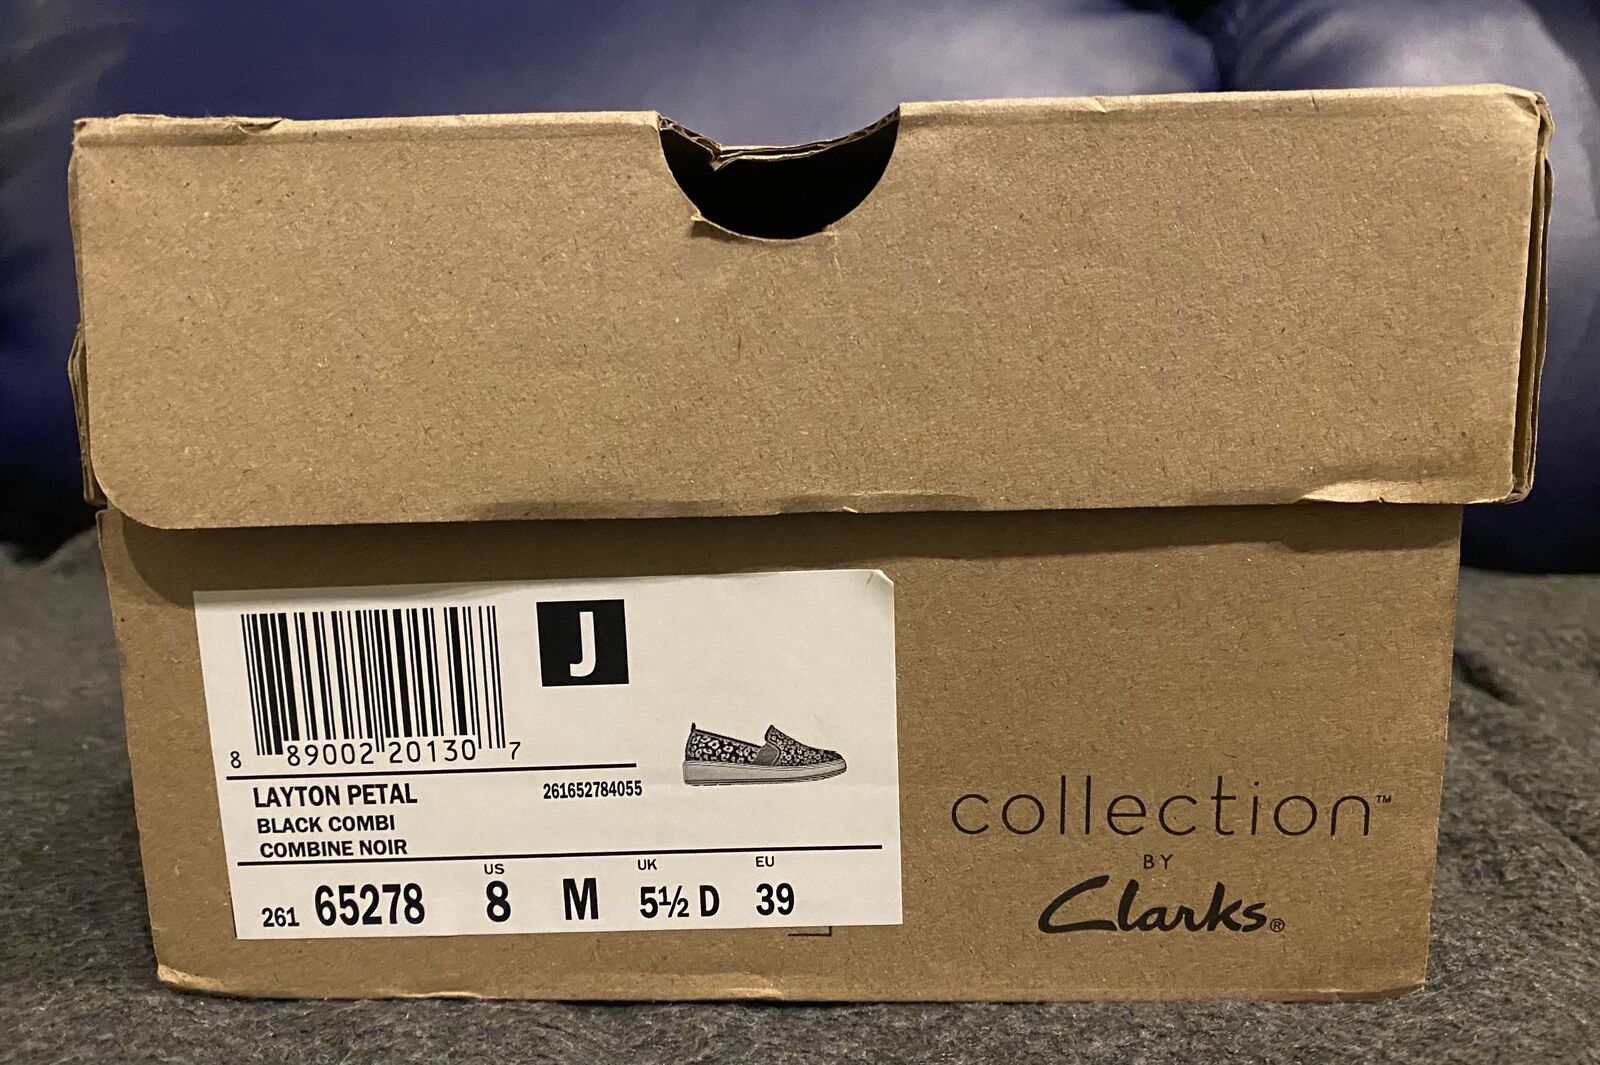 J
8 89002 20130 7
LAYTON PETAL 261652784055
BLACK COMBI
COMBINE NOIR
US UK EU
261 65278 8 M 5½ D 39
collection™
BY
Clarks®